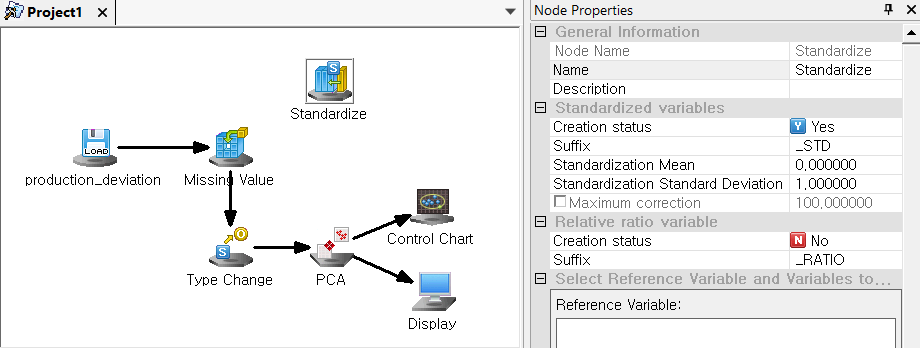 Project1
Node Properties
General Information
Node Name Standardize
Name Standardize
Description
Standardized variables
Creation status Y Yes
Suffix _STD
Standardization Mean 0,000000
Standardization Standard Deviation 1,000000
Maximum correction 100,000000
Relative ratio variable
Creation status N No
Suffix _RATIO
Select Reference Variable and Variables to...
Reference Variable:
S
Standardize
LOAD
production_deviation
Missing Value
S O
Type Change
PCA
Control Chart
Display